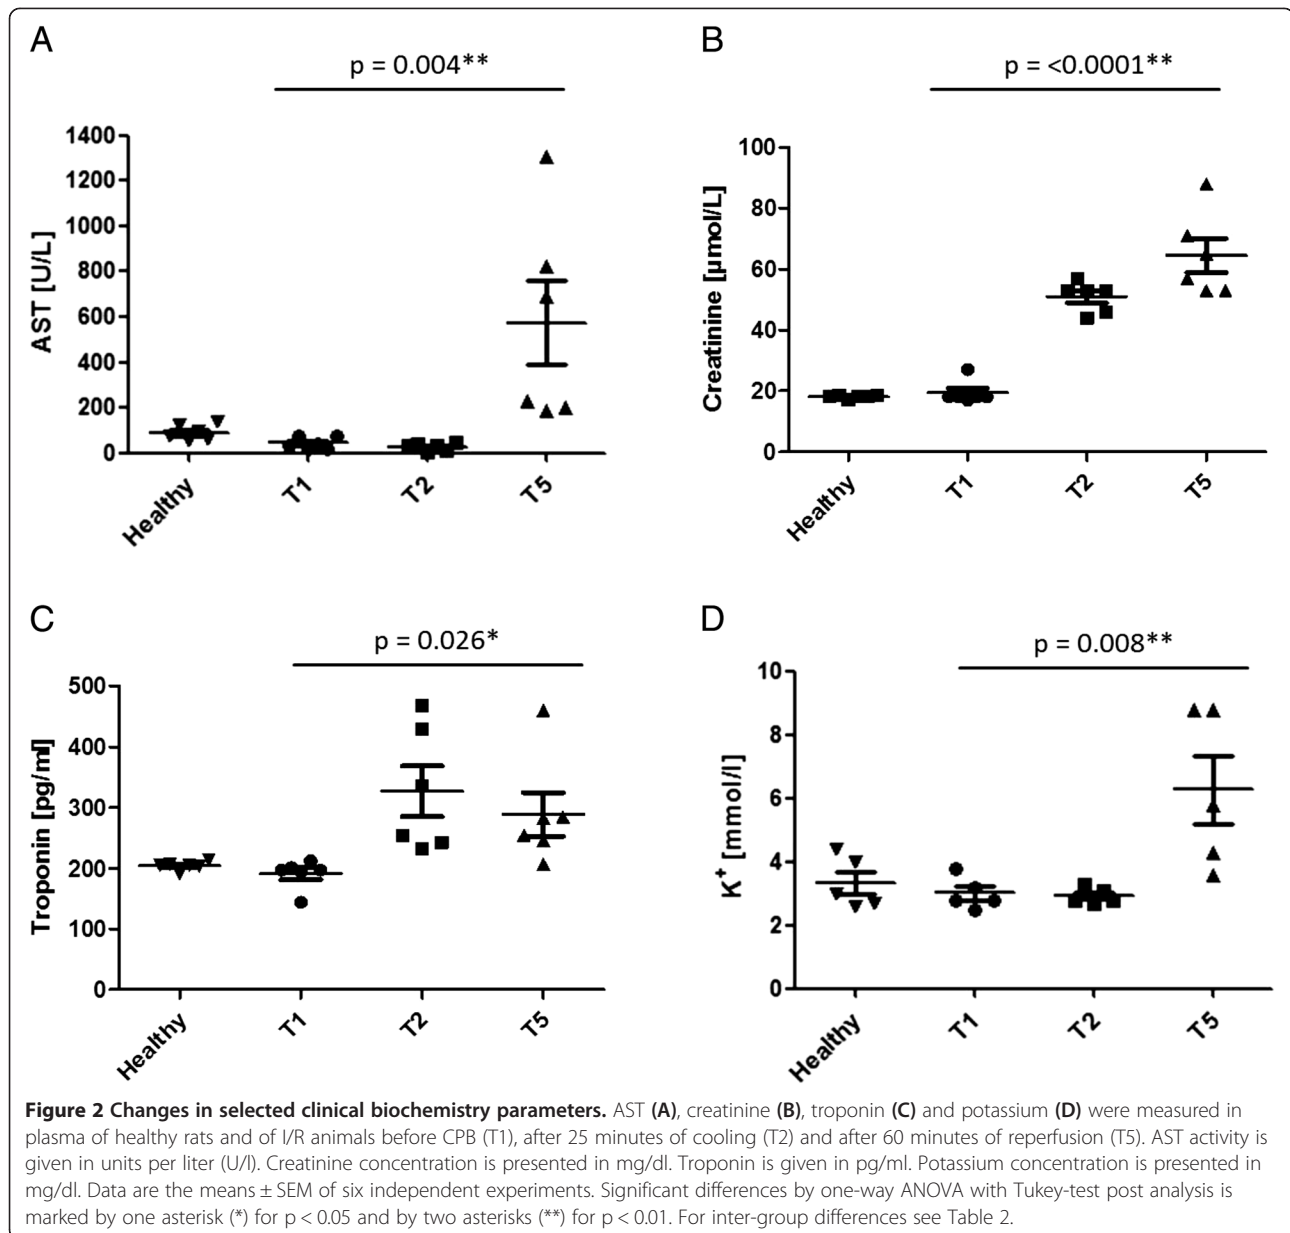 A
p = 0.004**
1400
1200
1000
800
600
400
200
0
AST [U/L]
Healthy
T1
T2
T5
B
p = <0.0001**
100
80
60
40
20
0
Creatinine [µmol/L]
Healthy
T1
T2
T5
C
p = 0.026*
500
400
300
200
100
0
Troponin [pg/ml]
Healthy
T1
T2
T5
D
p = 0.008**
10
8
6
4
2
0
K⁺ [mmol/l]
Healthy
T1
T2
T5
Figure 2 Changes in selected clinical biochemistry parameters. AST (A), creatinine (B), troponin (C) and potassium (D) were measured in
plasma of healthy rats and of I/R animals before CPB (T1), after 25 minutes of cooling (T2) and after 60 minutes of reperfusion (T5). AST activity is
given in units per liter (U/l). Creatinine concentration is presented in mg/dl. Troponin is given in pg/ml. Potassium concentration is presented in
mg/dl. Data are the means ± SEM of six independent experiments. Significant differences by one-way ANOVA with Tukey-test post analysis is
marked by one asterisk (*) for p < 0.05 and by two asterisks (**) for p < 0.01. For inter-group differences see Table 2.